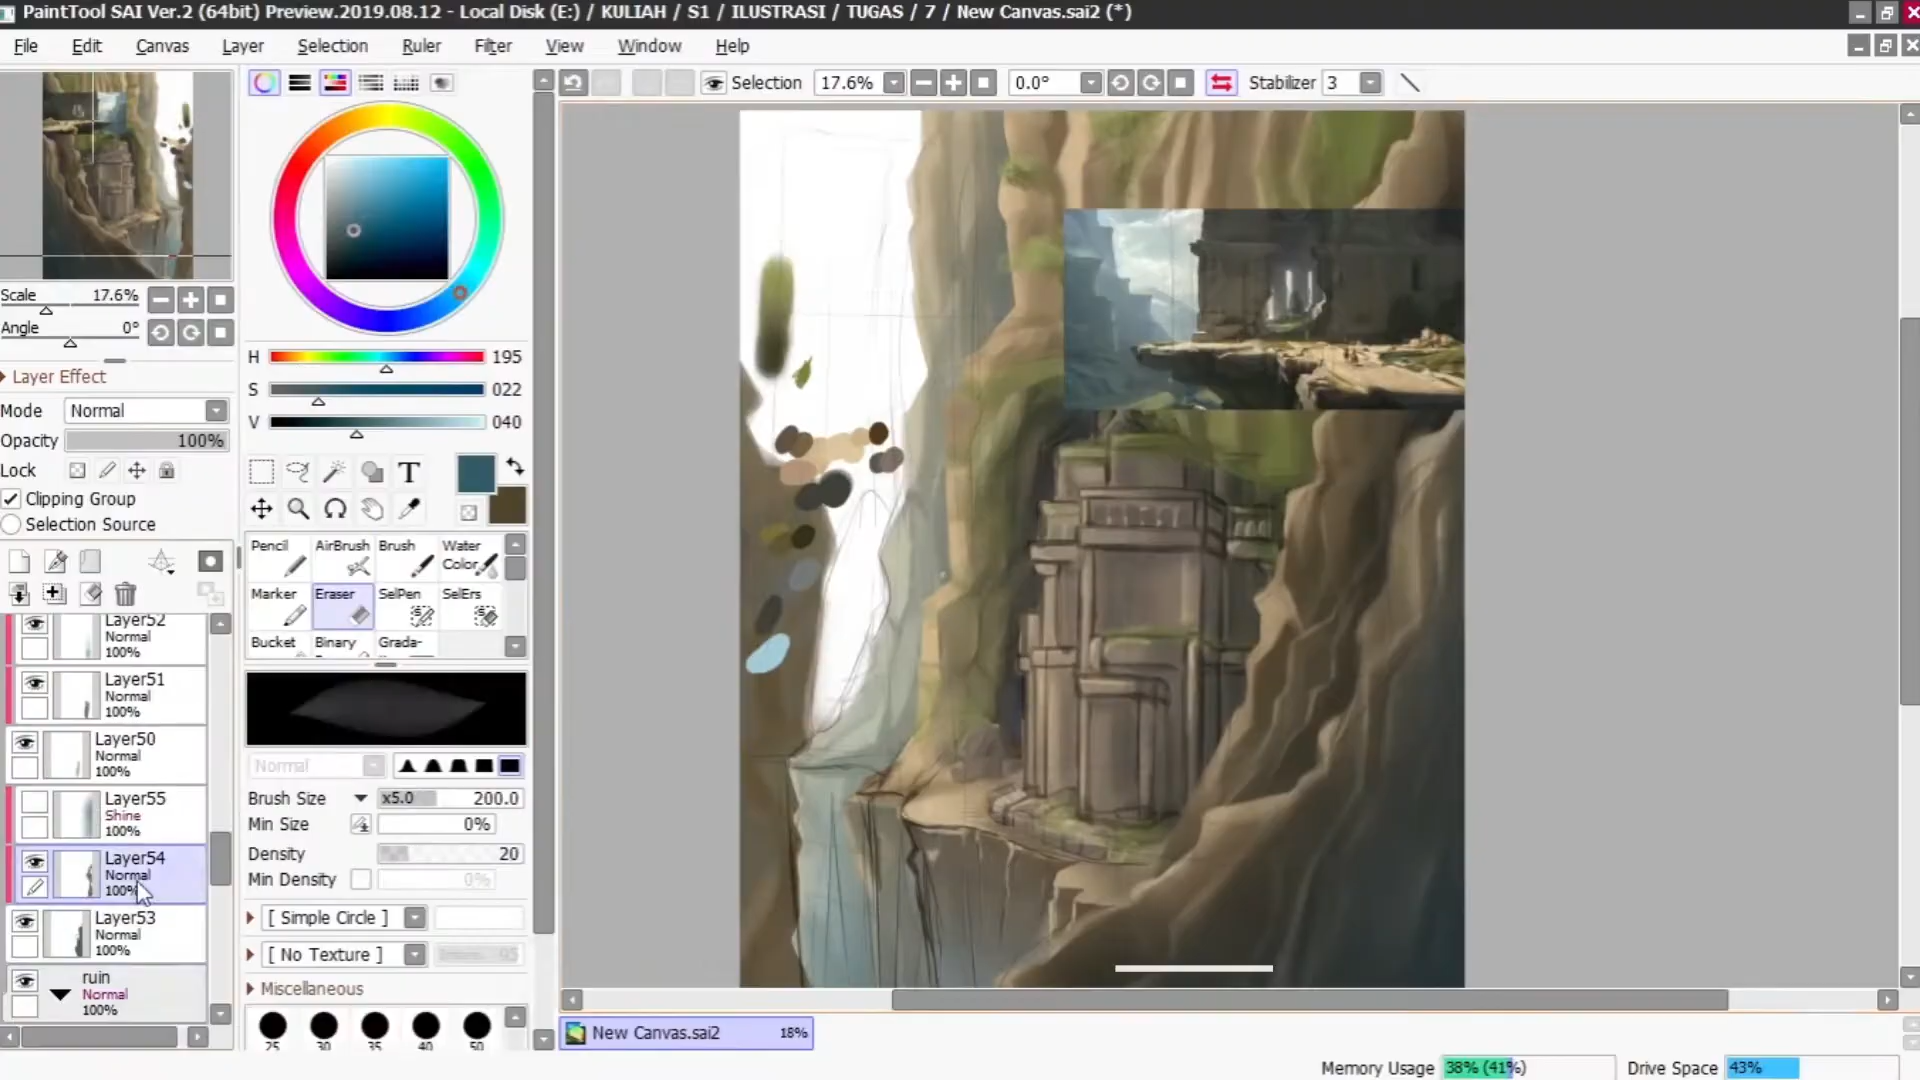 PaintTool SAI Ver.2 (64bit) Preview.2019.08.12 - Local Disk (E:) / KULIAH / S1 / ILUSTRASI / TUGAS / 7 / New Canvas.sai2 (*)
File Edit Canvas Layer Selection Ruler Filter View Window Help
Selection 17.6% 0.0° Stabilizer 3
Scale 17.6%
Angle 0°
Layer Effect
Mode Normal
Opacity 100%
Lock
Clipping Group
Selection Source
Layer52
Normal
100%
Layer51
Normal
100%
Layer50
Normal
100%
Layer55
Shine
100%
Layer54
Normal
100%
Layer53
Normal
100%
ruin
Normal
100%
H 195
S 022
V 040
T
Pencil AirBrush Brush Water Color
Marker Eraser SelPen SelErs
Bucket Binary Grada-
Normal
Brush Size x5.0 200.0
Min Size 0%
Density 20
Min Density 0%
[ Simple Circle ]
[ No Texture ] 95
Miscellaneous
25 30 35 40 50
New Canvas.sai2 18%
Memory Usage 38% (41%) Drive Space 43%